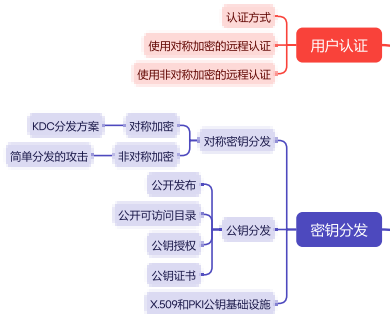 认证方式
使用对称加密的远程认证
用户认证
使用非对称加密的远程认证
KDC分发方案
对称加密
对称密钥分发
简单分发的攻击
非对称加密
公开发布
公开可访问目录
公钥分发
密钥分发
公钥授权
公钥证书
X.509和PKI公钥基础设施